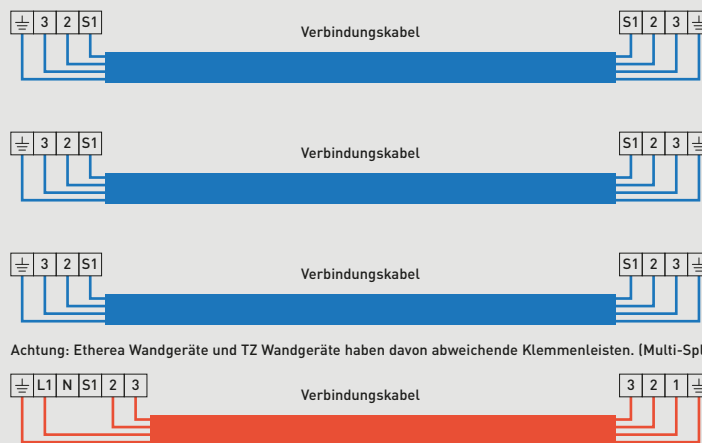 ⏚ 3 2 S1 Verbindungskabel S1 2 3 ⏚
⏚ 3 2 S1 Verbindungskabel S1 2 3 ⏚
⏚ 3 2 S1 Verbindungskabel S1 2 3 ⏚
Achtung: Etherea Wandgeräte und TZ Wandgeräte haben davon abweichende Klemmenleisten. (Multi-Spl
⏚ L1 N S1 2 3 Verbindungskabel 3 2 1 ⏚